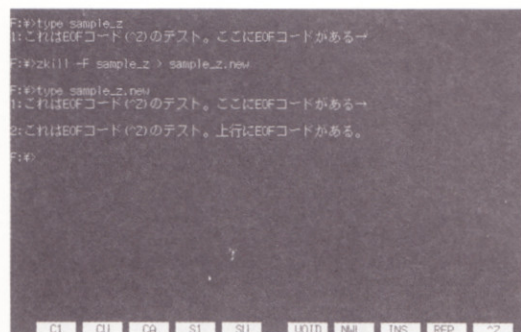 F:¥>type sample_z
1:これはEOFコード(^Z)のテスト。ここにEOFコードがある→
F:¥>zkill -F sample_z > sample_z.new
F:¥>type sample_z.new
1:これはEOFコード(^Z)のテスト。ここにEOFコードがある→
2:これはEOFコード(^Z)のテスト。上行にEOFコードがある。
F:¥>
C1 CU CA S1 SU VOID NWL INS REP ^Z